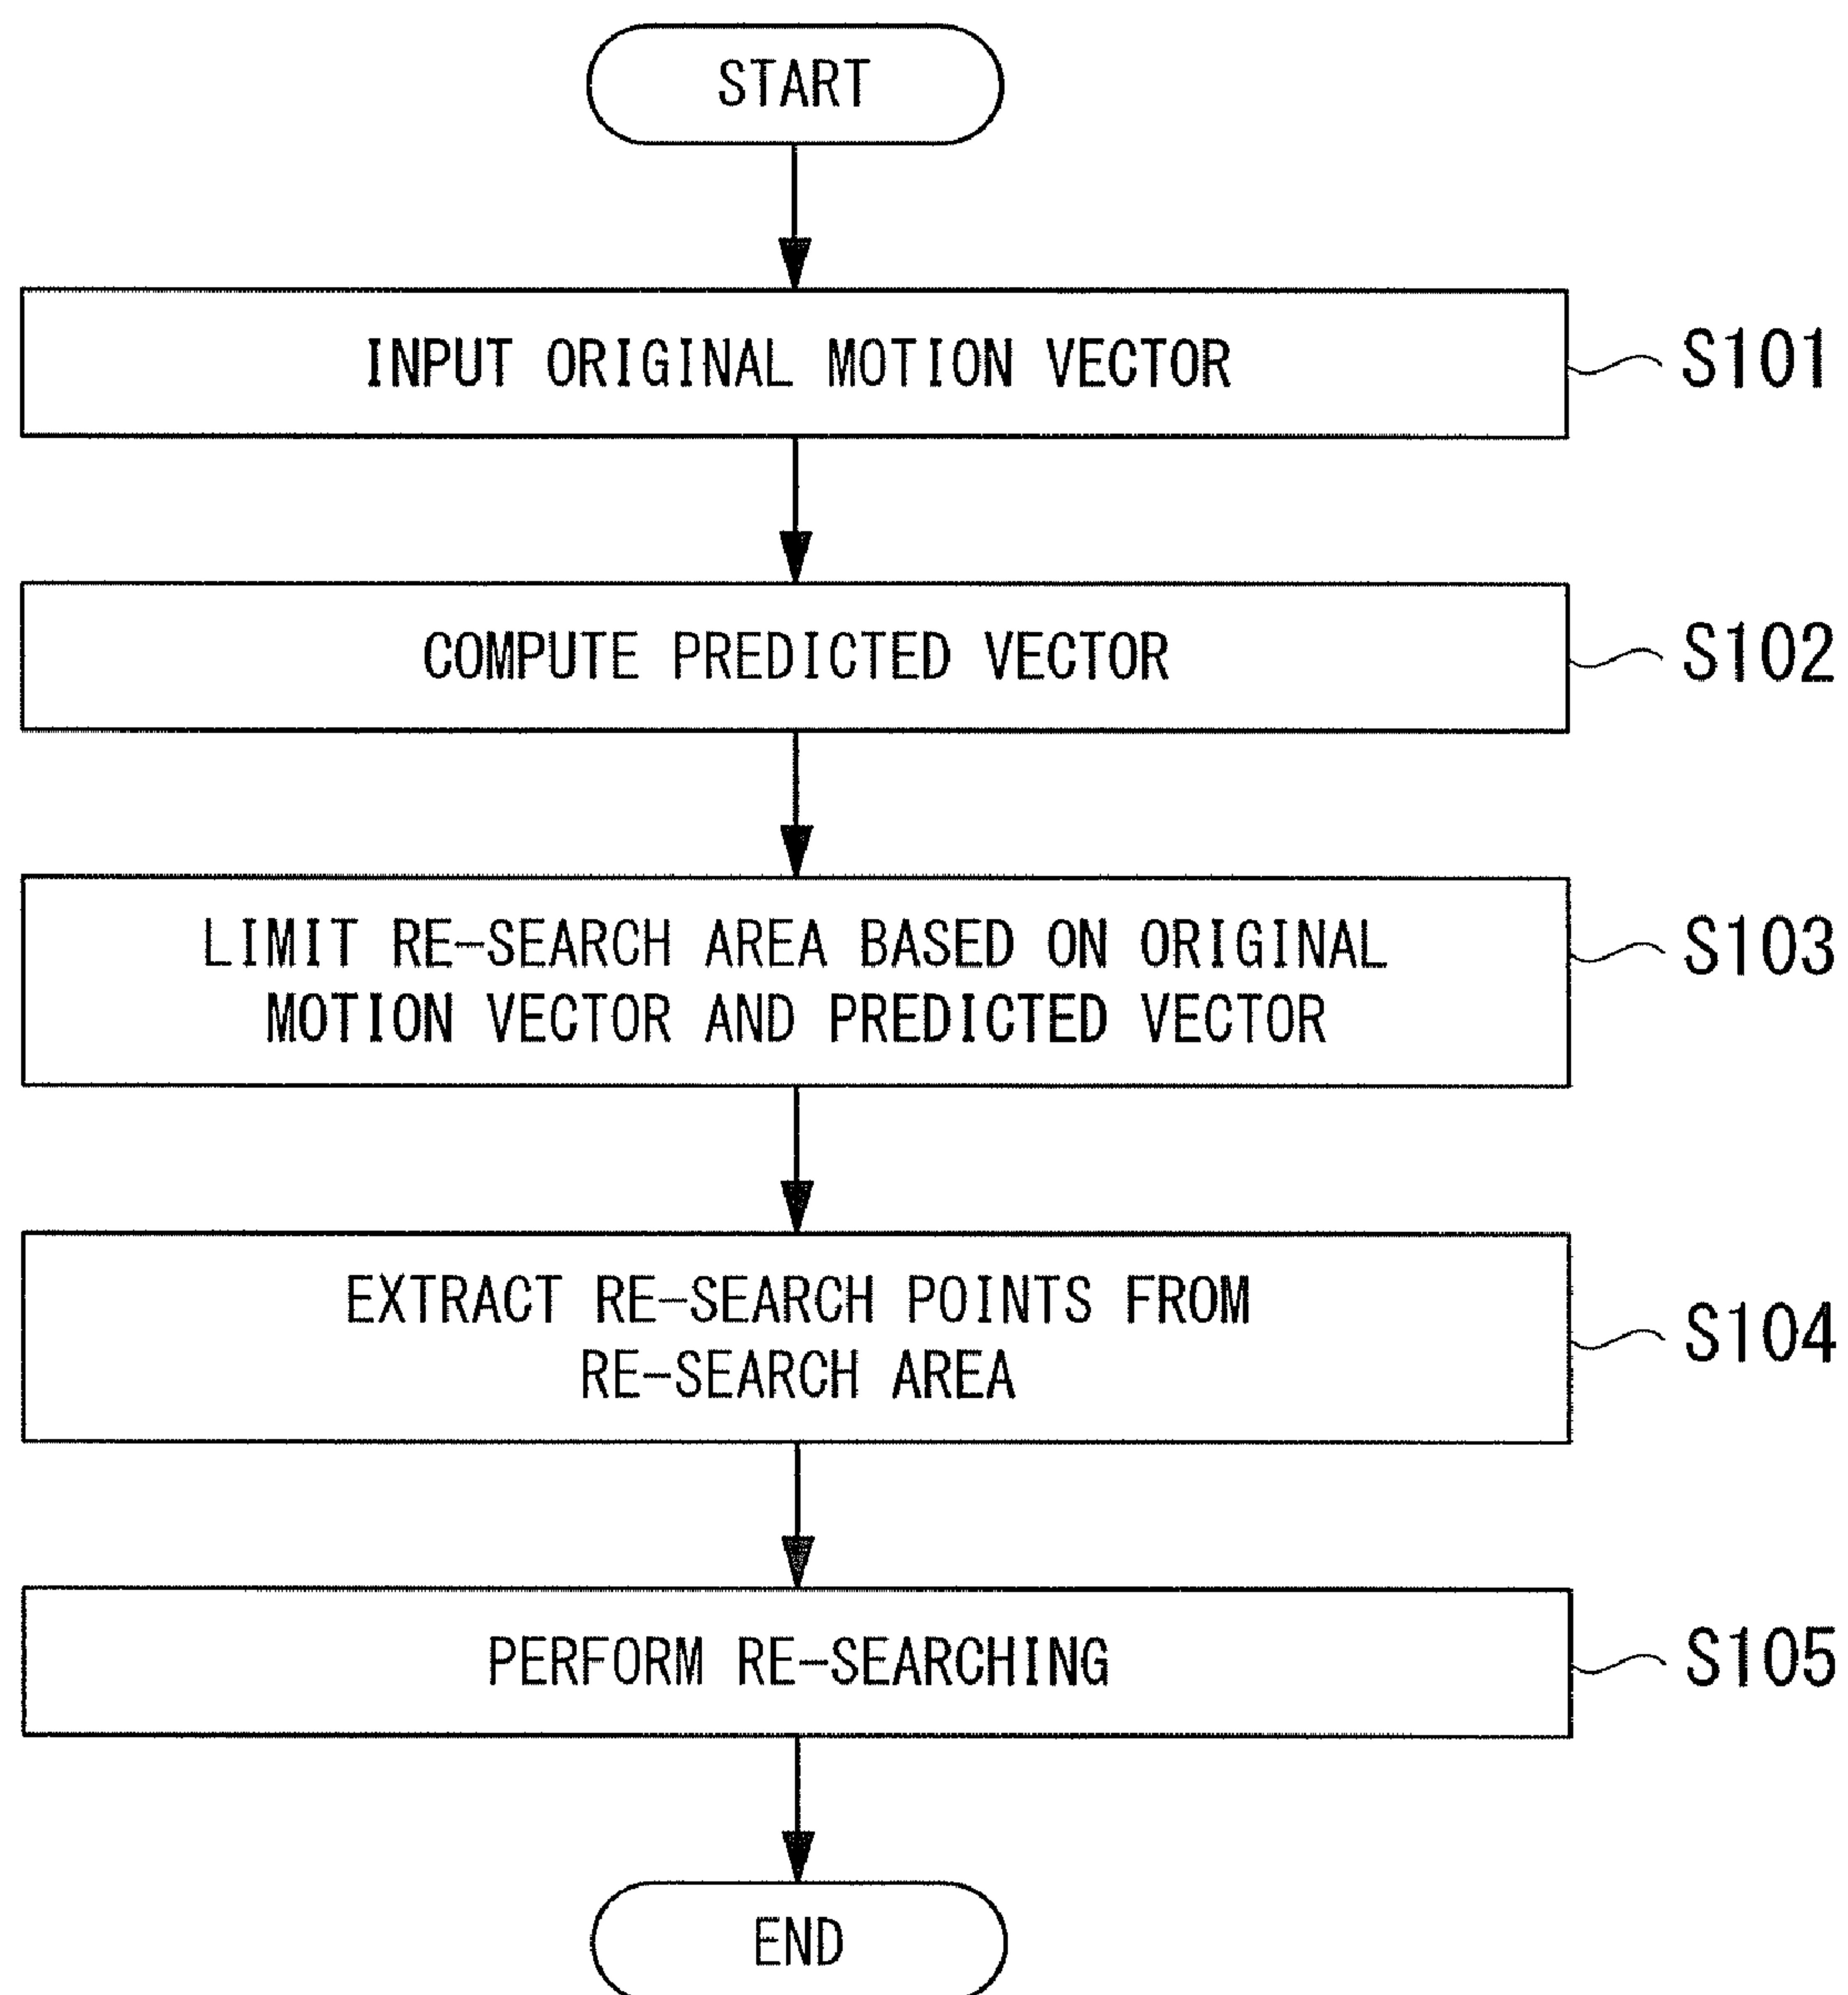 START
INPUT ORIGINAL MOTION VECTOR
S101
COMPUTE PREDICTED VECTOR
S102
LIMIT RE-SEARCH AREA BASED ON ORIGINAL
MOTION VECTOR AND PREDICTED VECTOR
S103
EXTRACT RE-SEARCH POINTS FROM
RE-SEARCH AREA
S104
PERFORM RE-SEARCHING
S105
END